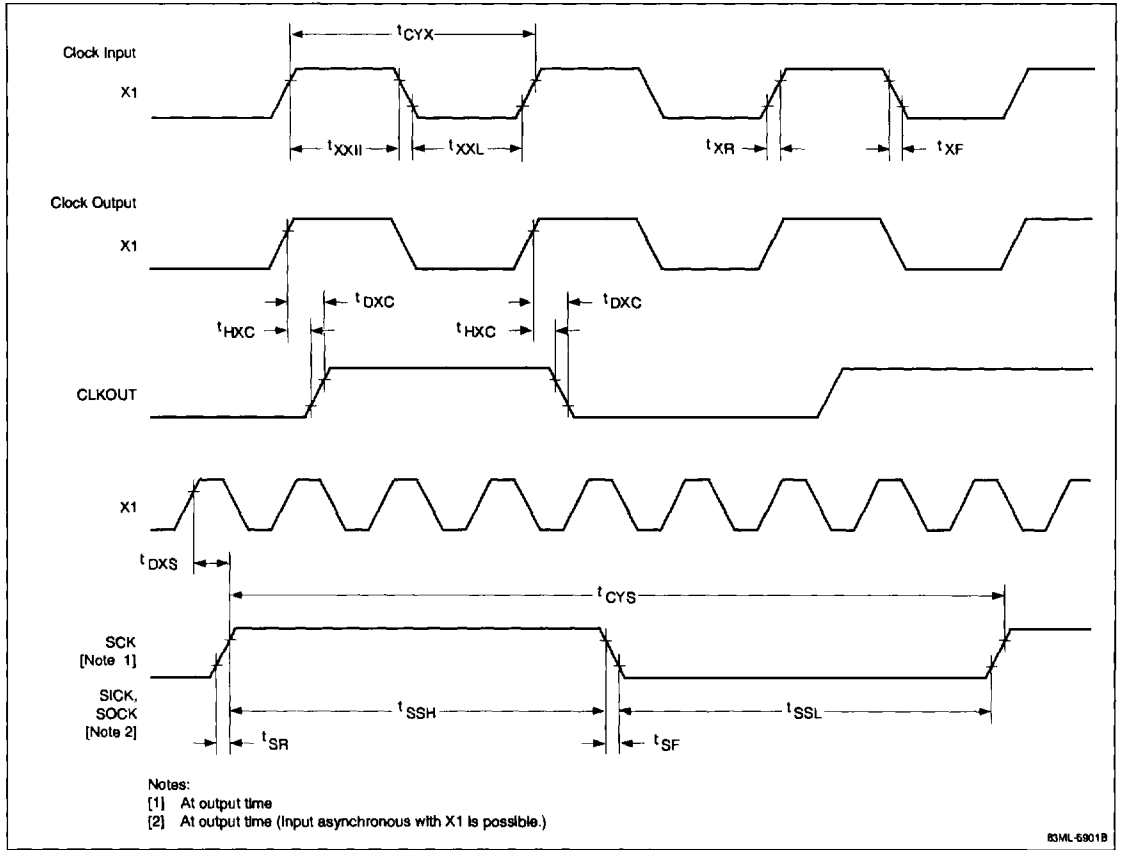 tCYX
Clock Input
X1
tXXH
tXXL
tXR
tXF
Clock Output
X1
tDXC
tDXC
tHXC
tHXC
CLKOUT
X1
tDXS
tCYS
SCK
[Note 1]
SICK,
SOCK
[Note 2]
tSSH
tSSL
tSR
tSF
Notes:
[1] At output time
[2] At output time (Input asynchronous with X1 is possible.)
83ML-5901B